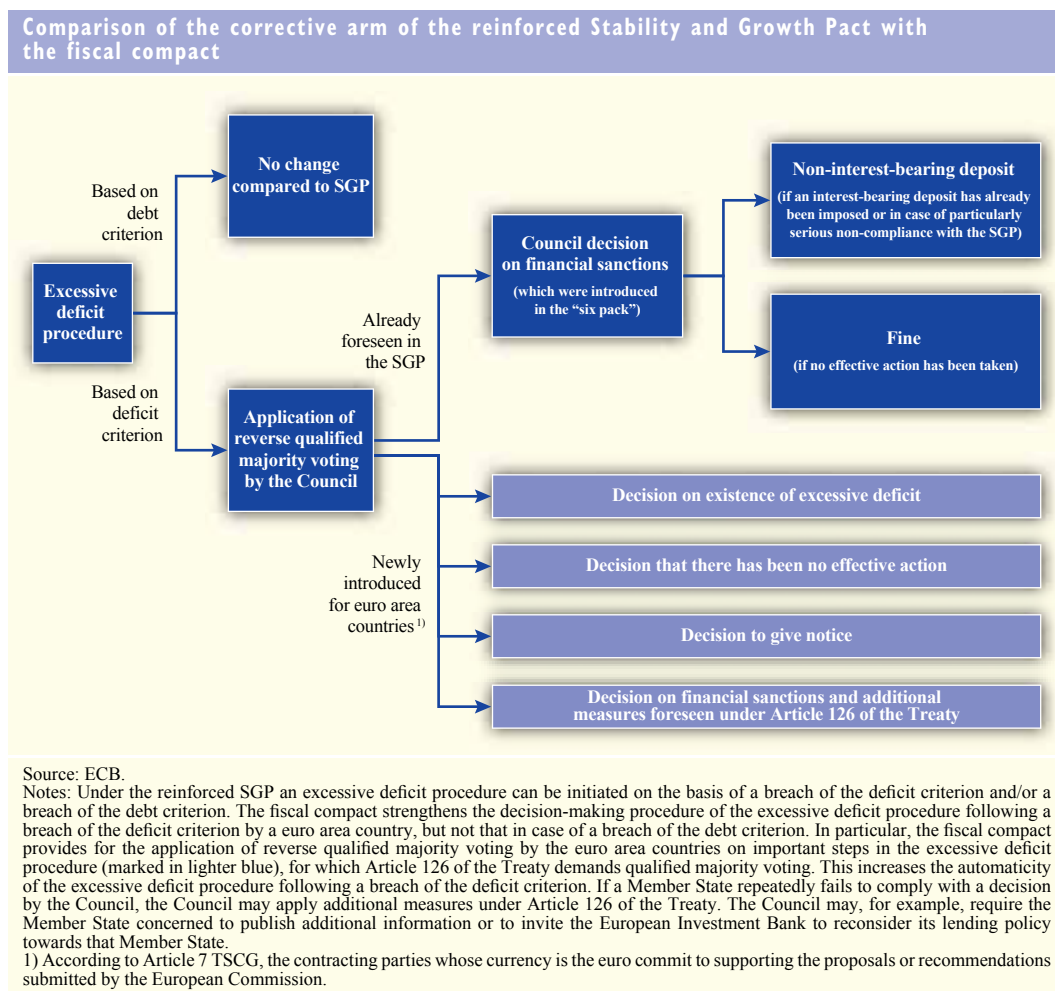 Comparison of the corrective arm of the reinforced Stability and Growth Pact with
the fiscal compact
No change
compared to SGP
Based on
debt
criterion
Excessive
deficit
procedure
Based on
deficit
criterion
Application of
reverse qualified
majority voting
by the Council
Already
foreseen in
the SGP
Council decision
on financial sanctions
(which were introduced
in the “six pack”)
Non-interest-bearing deposit
(if an interest-bearing deposit has already
been imposed or in case of particularly
serious non-compliance with the SGP)
Fine
(if no effective action has been taken)
Newly
introduced
for euro area
countries 1)
Decision on existence of excessive deficit
Decision that there has been no effective action
Decision to give notice
Decision on financial sanctions and additional
measures foreseen under Article 126 of the Treaty
Source: ECB.
Notes: Under the reinforced SGP an excessive deficit procedure can be initiated on the basis of a breach of the deficit criterion and/or a
breach of the debt criterion. The fiscal compact strengthens the decision-making procedure of the excessive deficit procedure following a
breach of the deficit criterion by a euro area country, but not that in case of a breach of the debt criterion. In particular, the fiscal compact
provides for the application of reverse qualified majority voting by the euro area countries on important steps in the excessive deficit
procedure (marked in lighter blue), for which Article 126 of the Treaty demands qualified majority voting. This increases the automaticity
of the excessive deficit procedure following a breach of the deficit criterion. If a Member State repeatedly fails to comply with a decision
by the Council, the Council may apply additional measures under Article 126 of the Treaty. The Council may, for example, require the
Member State concerned to publish additional information or to invite the European Investment Bank to reconsider its lending policy
towards that Member State.
1) According to Article 7 TSCG, the contracting parties whose currency is the euro commit to supporting the proposals or recommendations
submitted by the European Commission.